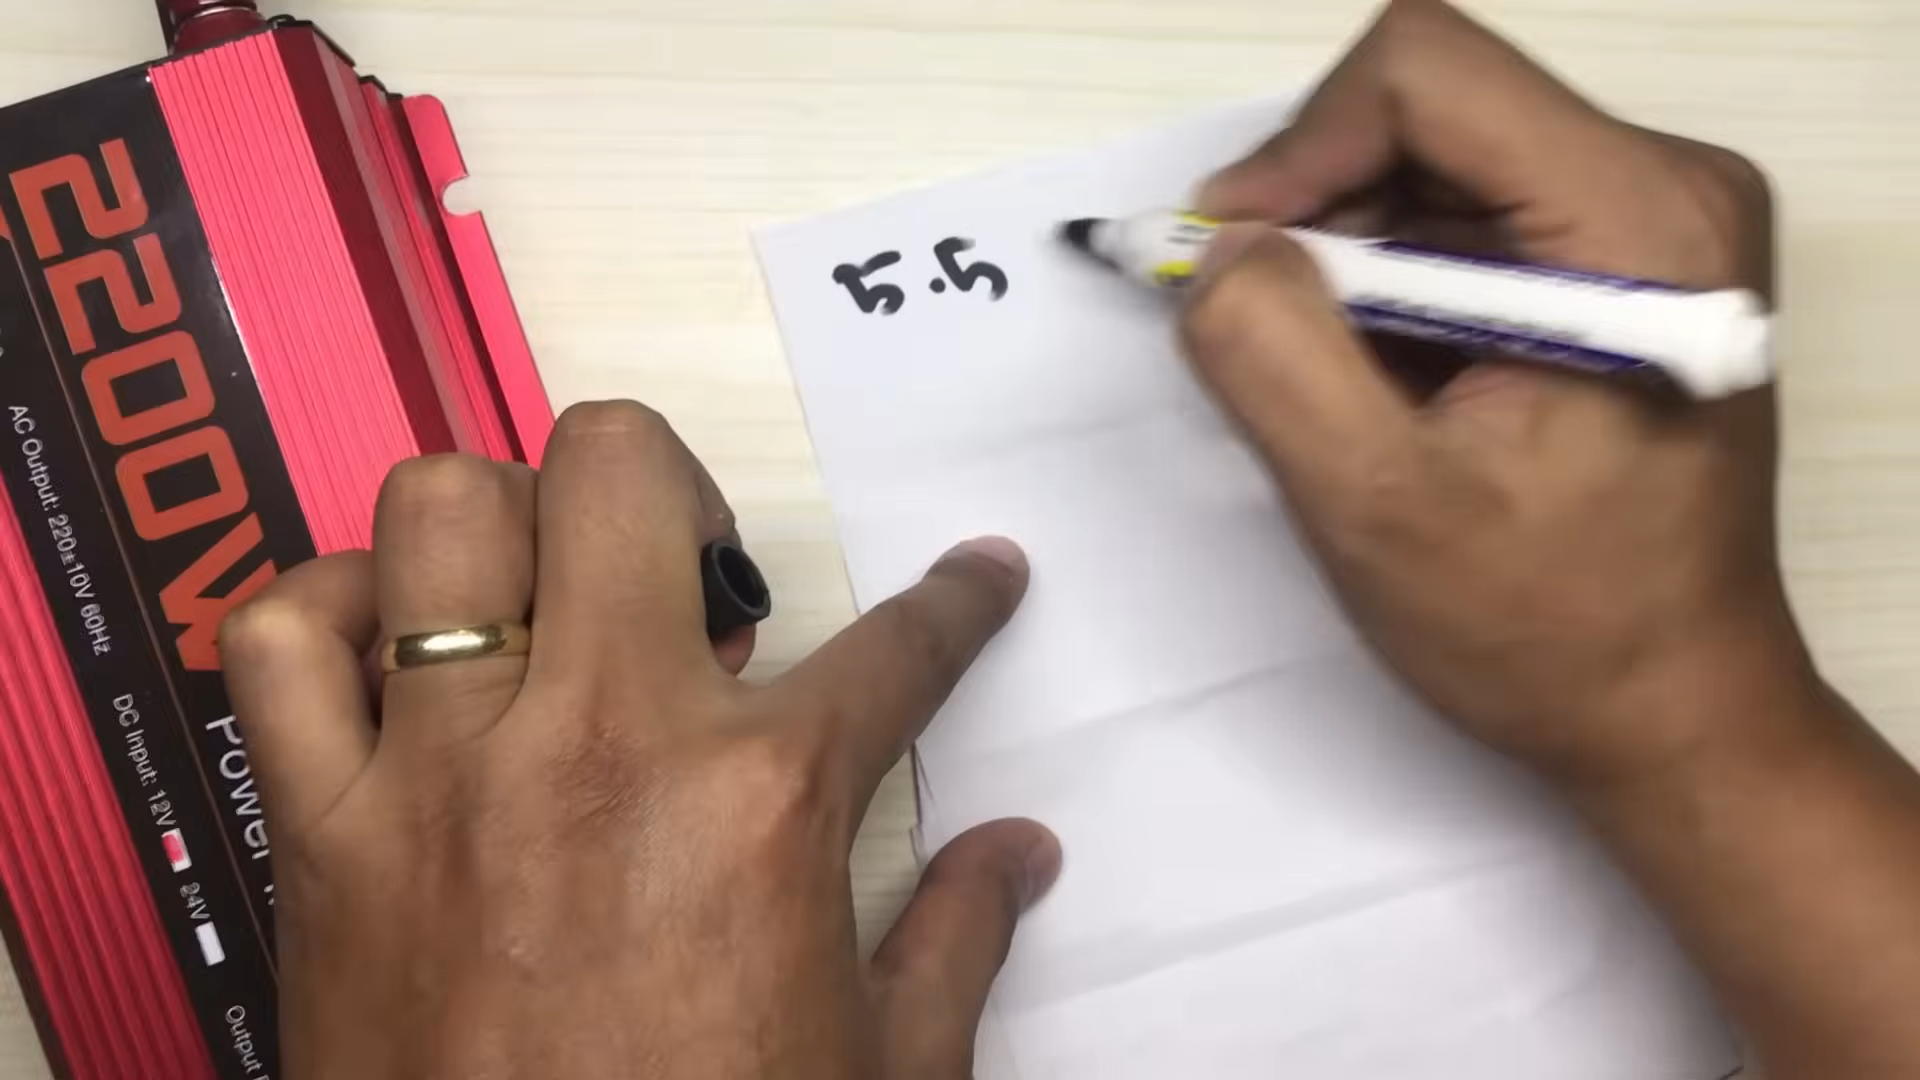 2200W
AC Output: 220±10V 60Hz
DC Input: 12V 24V
Power
Output
5.5